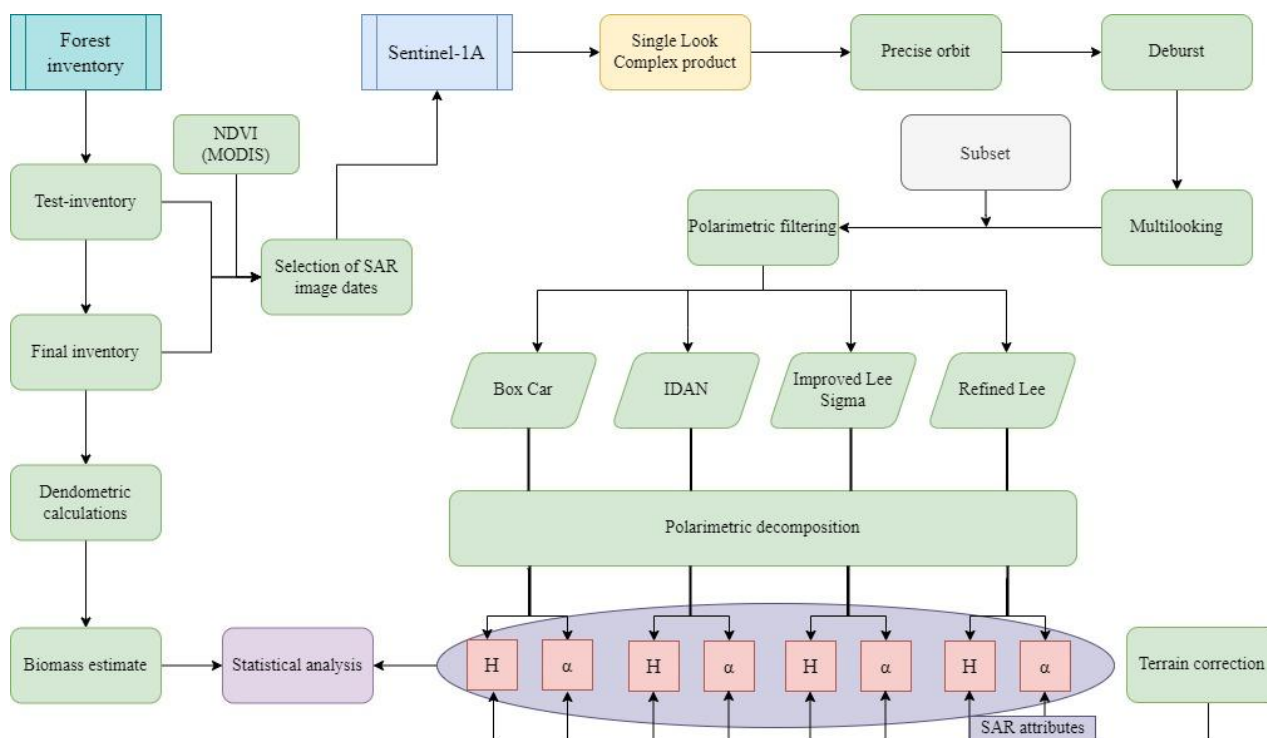 Forest
inventory
Sentinel-1A
Single Look
Complex product
Precise orbit
Deburst
NDVI
(MODIS)
Subset
Test-inventory
Polarimetric filtering
Multilooking
Selection of SAR
image dates
Final inventory
Box Car
IDAN
Improved Lee
Sigma
Refined Lee
Dendometric
calculations
Polarimetric decomposition
Biomass estimate
Statistical analysis
H
α
H
α
H
α
H
α
Terrain correction
SAR attributes